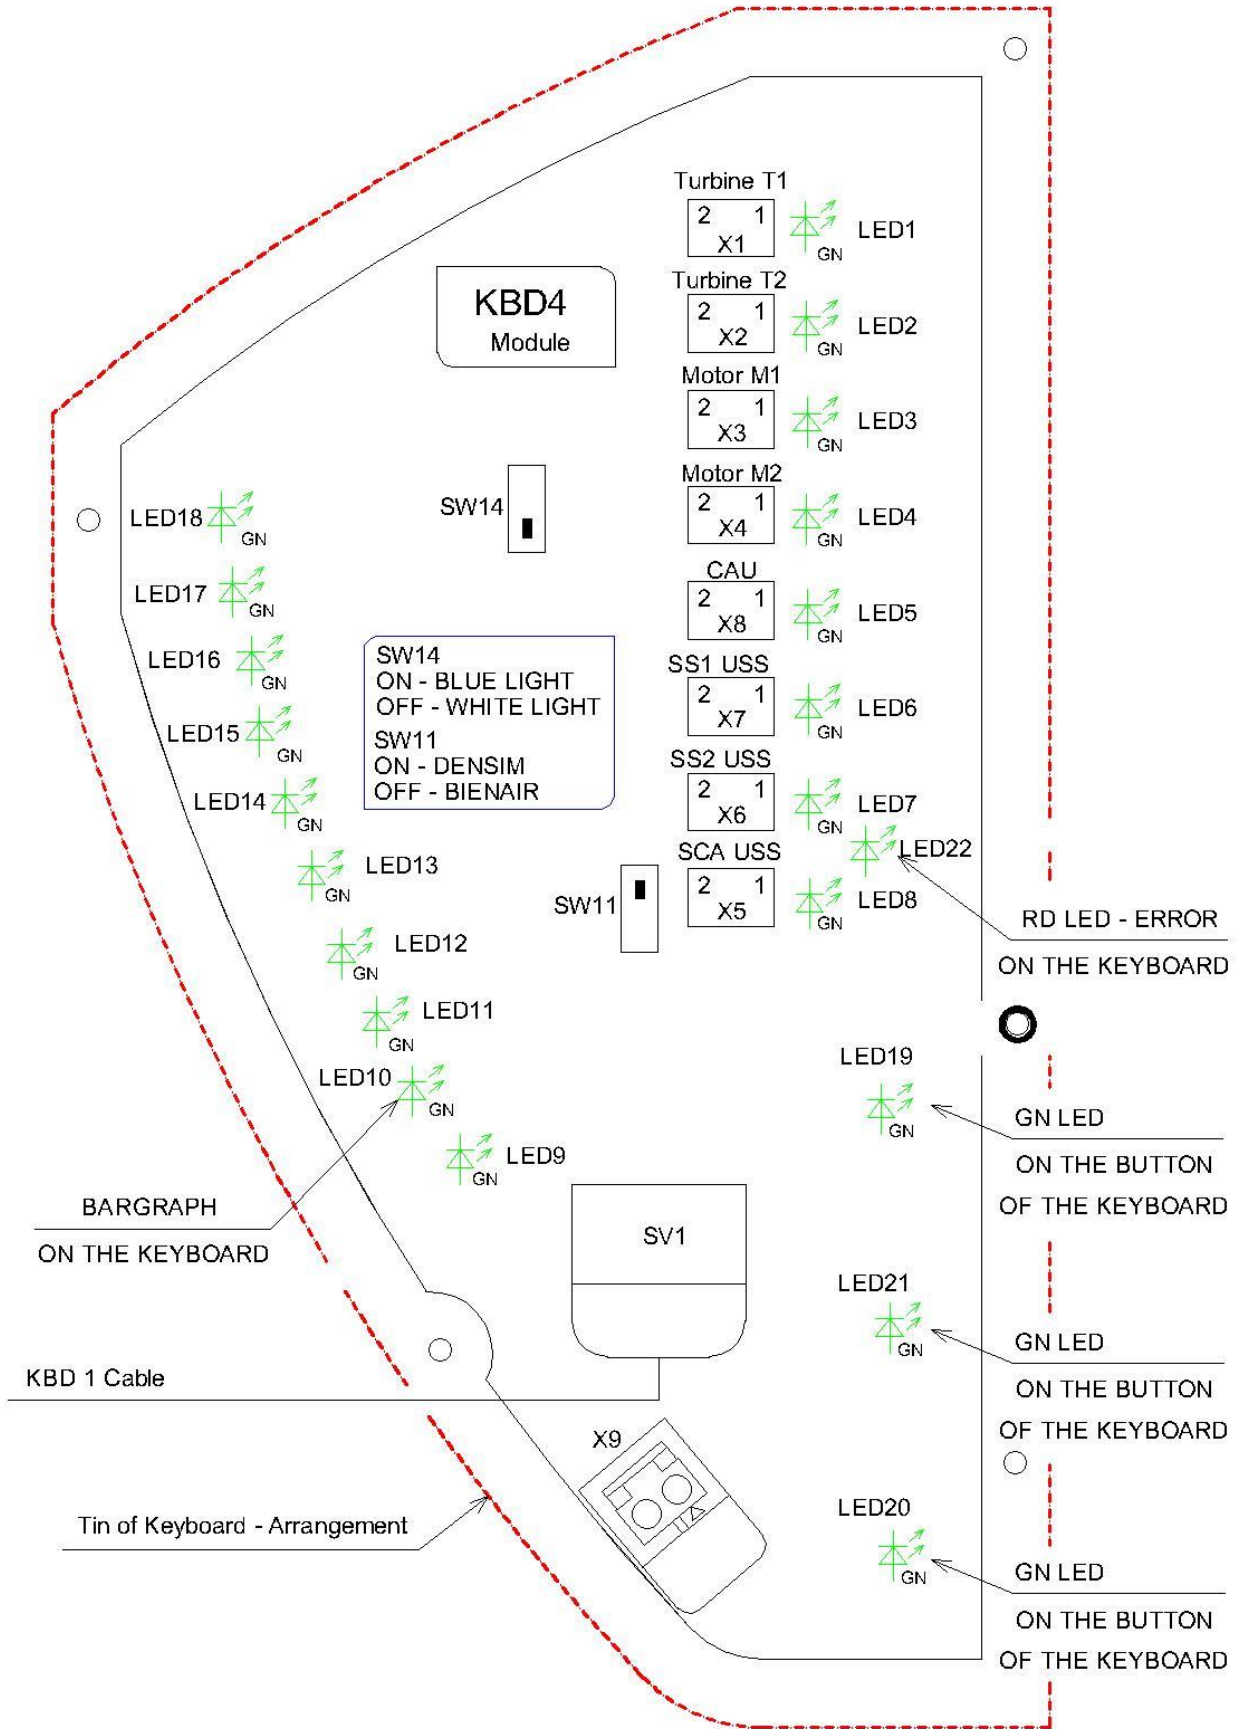 Turbine T1
2 1
X1
GN
LED1
KBD4
Module
Turbine T2
2 1
X2
GN
LED2
Motor M1
2 1
X3
GN
LED3
Motor M2
2 1
X4
GN
LED4
SW14
LED18
GN
CAU
2 1
X8
GN
LED5
LED17
GN
LED16
GN
SW14
ON - BLUE LIGHT
OFF - WHITE LIGHT
SW11
ON - DENSIM
OFF - BIENAIR
SS1 USS
2 1
X7
GN
LED6
LED15
GN
SS2 USS
2 1
X6
GN
LED7
LED14
GN
LED22
SCA USS
2 1
X5
GN
LED8
LED13
GN
SW11
RD LED - ERROR
ON THE KEYBOARD
LED12
GN
LED11
GN
LED10
GN
LED19
GN
GN LED
ON THE BUTTON
OF THE KEYBOARD
LED9
GN
BARGRAPH
ON THE KEYBOARD
SV1
LED21
GN
GN LED
ON THE BUTTON
OF THE KEYBOARD
KBD 1 Cable
X9
Tin of Keyboard - Arrangement
LED20
GN
GN LED
ON THE BUTTON
OF THE KEYBOARD